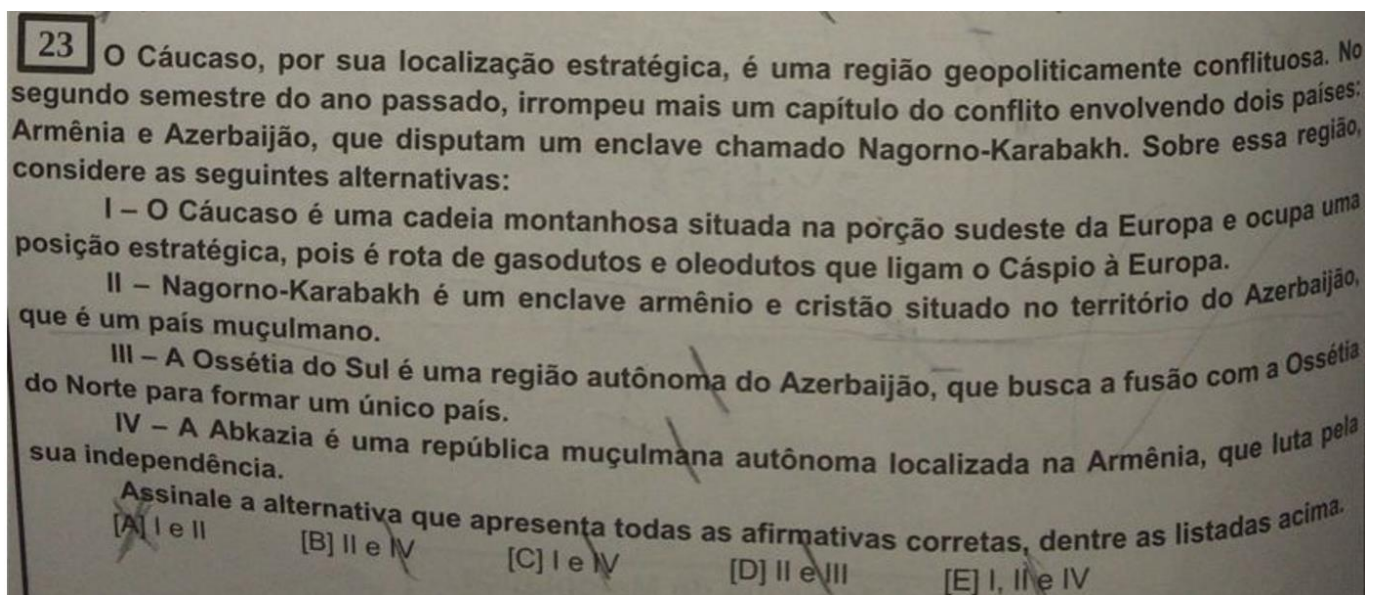 23 O Cáucaso, por sua localização estratégica, é uma região geopoliticamente conflituosa. No
segundo semestre do ano passado, irrompeu mais um capítulo do conflito envolvendo dois países:
Armênia e Azerbaijão, que disputam um enclave chamado Nagorno-Karabakh. Sobre essa região,
considere as seguintes alternativas:
I – O Cáucaso é uma cadeia montanhosa situada na porção sudeste da Europa e ocupa uma
posição estratégica, pois é rota de gasodutos e oleodutos que ligam o Cáspio à Europa.
II – Nagorno-Karabakh é um enclave armênio e cristão situado no território do Azerbaijão,
que é um país muçulmano.
III – A Ossétia do Sul é uma região autônoma do Azerbaijão, que busca a fusão com a Ossétia
do Norte para formar um único país.
IV – A Abkazia é uma república muçulmana autônoma localizada na Armênia, que luta pela
sua independência.
Assinale a alternativa que apresenta todas as afirmativas corretas, dentre as listadas acima.
[A] I e II [B] II e IV [C] I e IV [D] II e III [E] I, II e IV